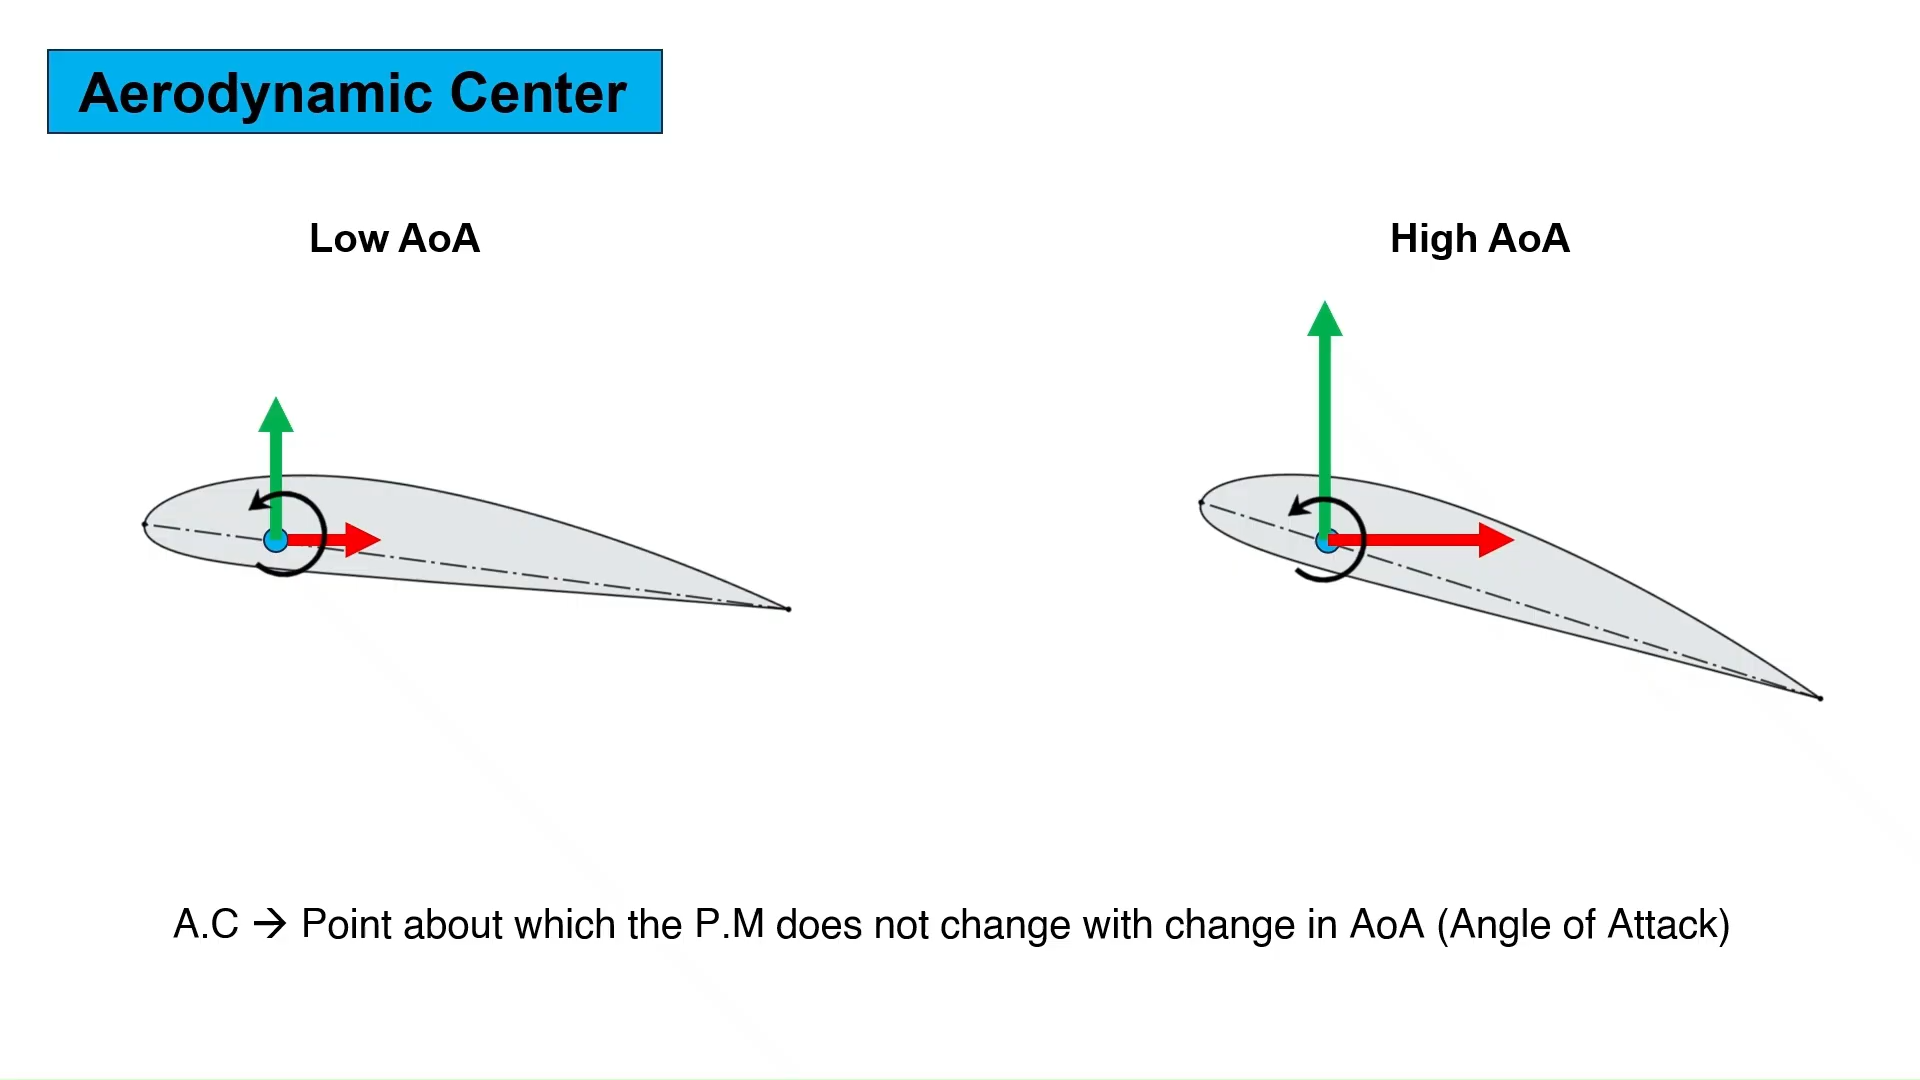 Aerodynamic Center
Low AoA
High AoA
A.C → Point about which the P.M does not change with change in AoA (Angle of Attack)